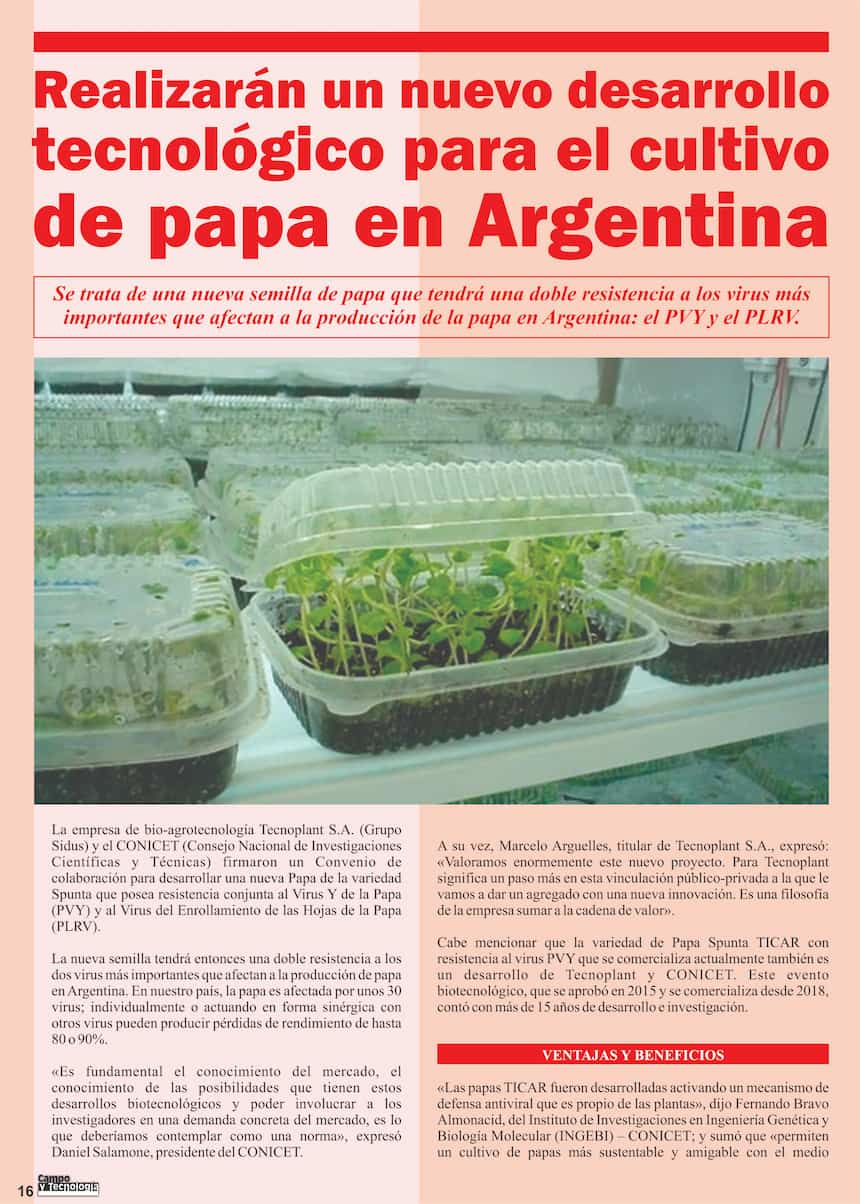 Realizarán un nuevo desarrollo
tecnológico para el cultivo
de papa en Argentina
Se trata de una nueva semilla de papa que tendrá una doble resistencia a los virus más
importantes que afectan a la producción de la papa en Argentina: el PVY y el PLRV.
La empresa de bio-agrotecnología Tecnoplant S.A. (Grupo
Sidus) y el CONICET (Consejo Nacional de Investigaciones
Científicas y Técnicas) firmaron un Convenio de
colaboración para desarrollar una nueva Papa de la variedad
Spunta que posea resistencia conjunta al Virus Y de la Papa
(PVY) y al Virus del Enrollamiento de las Hojas de la Papa
(PLRV).
La nueva semilla tendrá entonces una doble resistencia a los
dos virus más importantes que afectan a la producción de papa
en Argentina. En nuestro país, la papa es afectada por unos 30
virus; individualmente o actuando en forma sinérgica con
otros virus pueden producir pérdidas de rendimiento de hasta
80 o 90%.
«Es fundamental el conocimiento del mercado, el
conocimiento de las posibilidades que tienen estos
desarrollos biotecnológicos y poder involucrar a los
investigadores en una demanda concreta del mercado, es lo
que deberíamos contemplar como una norma», expresó
Daniel Salamone, presidente del CONICET.
A su vez, Marcelo Arguelles, titular de Tecnoplant S.A., expresó:
«Valoramos enormemente este nuevo proyecto. Para Tecnoplant
significa un paso más en esta vinculación público-privada a la que le
vamos a dar un agregado con una nueva innovación. Es una filosofía
de la empresa sumar a la cadena de valor».
Cabe mencionar que la variedad de Papa Spunta TICAR con
resistencia al virus PVY que se comercializa actualmente también es
un desarrollo de Tecnoplant y CONICET. Este evento
biotecnológico, que se aprobó en 2015 y se comercializa desde 2018,
contó con más de 15 años de desarrollo e investigación.
VENTAJAS Y BENEFICIOS
«Las papas TICAR fueron desarrolladas activando un mecanismo de
defensa antiviral que es propio de las plantas», dijo Fernando Bravo
Almonacid, del Instituto de Investigaciones en Ingeniería Genética y
Biología Molecular (INGEBI) – CONICET; y sumó que «permiten
un cultivo de papas más sustentable y amigable con el medio
16 Campo
y Tecnología